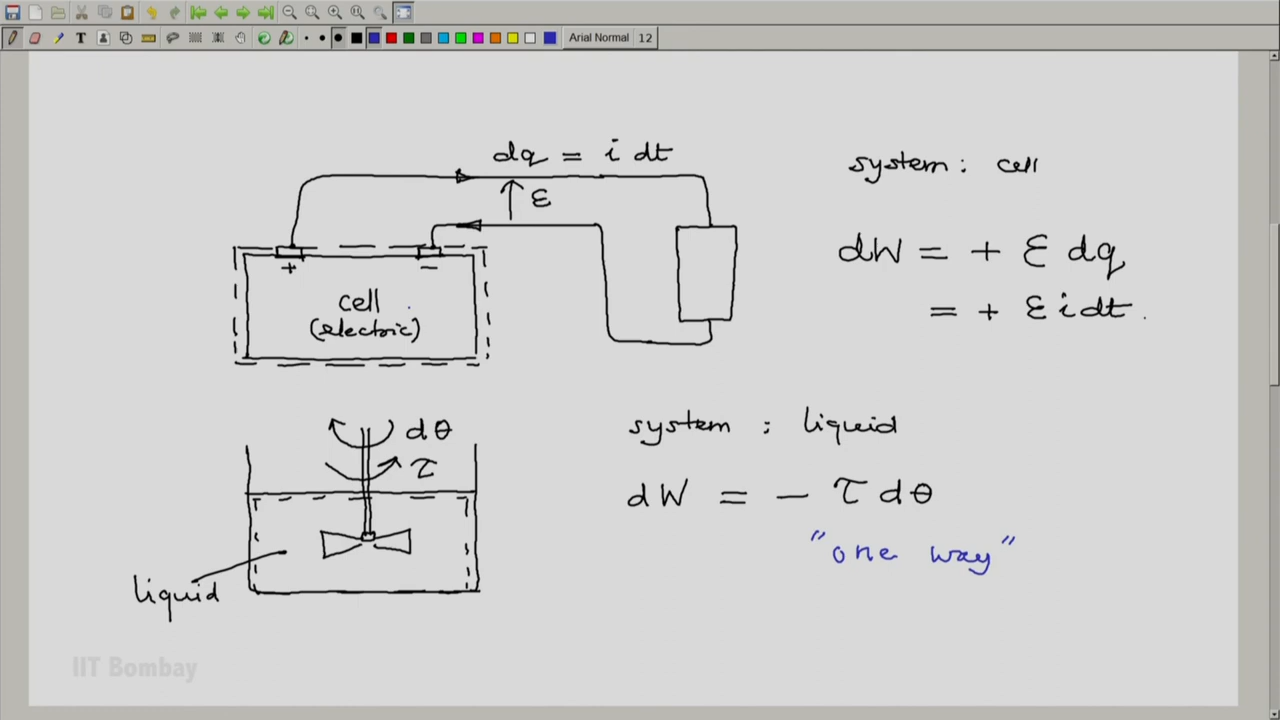 Arial Normal 12
dq = i dt
ε
system: cell
+
−
cell
(electric)
dW = + ε dq
= + ε i dt.
dθ
τ
system : liquid
dW = − τ dθ
"one way"
liquid
IIT Bombay